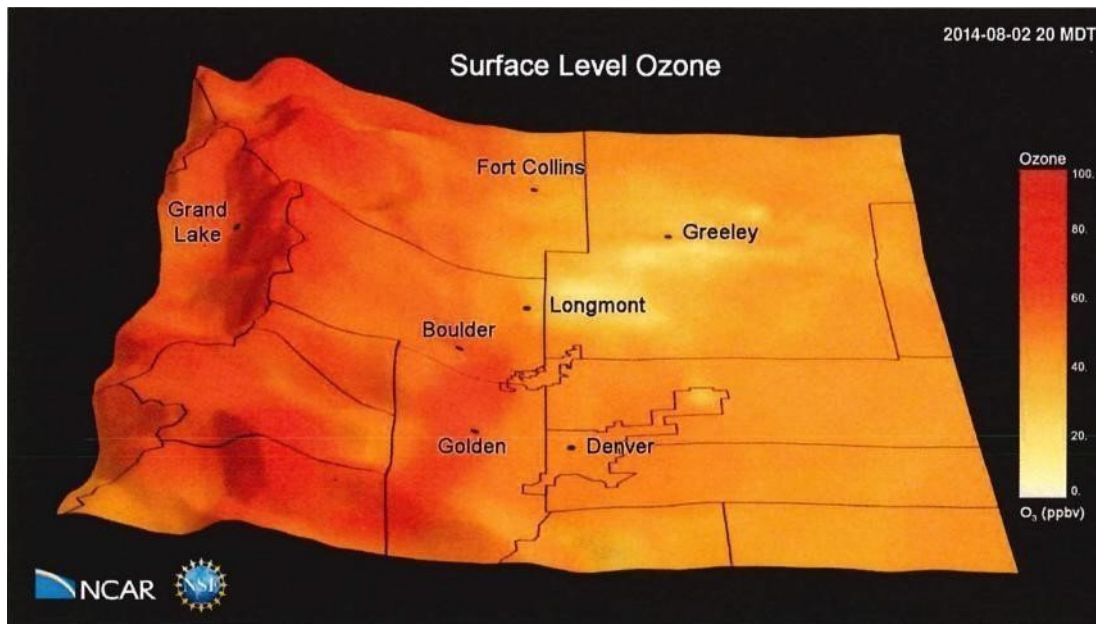 2014-08-02 20 MDT
Surface Level Ozone
Ozone
100.
80.
60.
40.
20.
0.
O₃ (ppbv)
Fort Collins
Grand
Lake
Greeley
Longmont
Boulder
Golden
Denver
NCAR
NSF